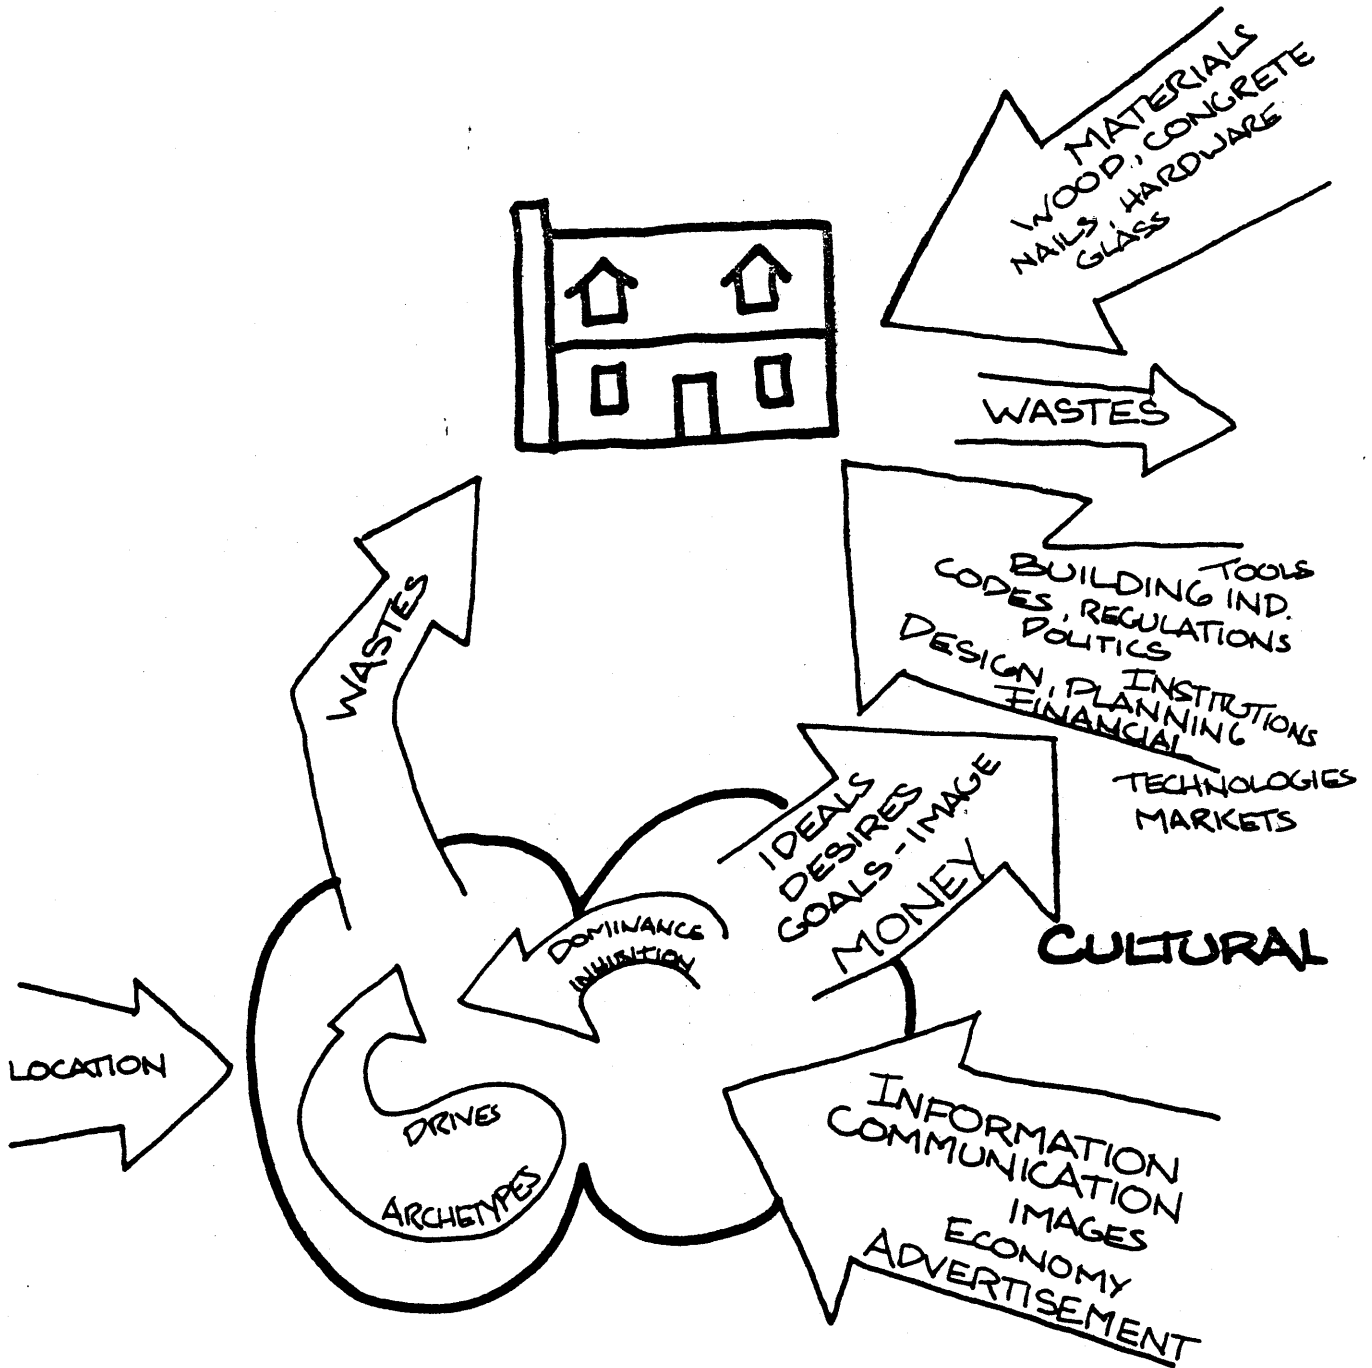 MATERIALS
WOOD, CONCRETE
NAILS, HARDWARE
GLASS
WASTES
TOOLS
BUILDING IND.
CODES, REGULATIONS
POLITICS
DESIGN, PLANNING
INSTITUTIONS
FINANCIAL
TECHNOLOGIES
MARKETS
WASTES
IDEALS
DESIRES
GOALS-IMAGE
MONEY
CULTURAL
DOMINANCE
INHIBITION
LOCATION
DRIVES
ARCHETYPES
INFORMATION
COMMUNICATION
IMAGES
ECONOMY
ADVERTISEMENT